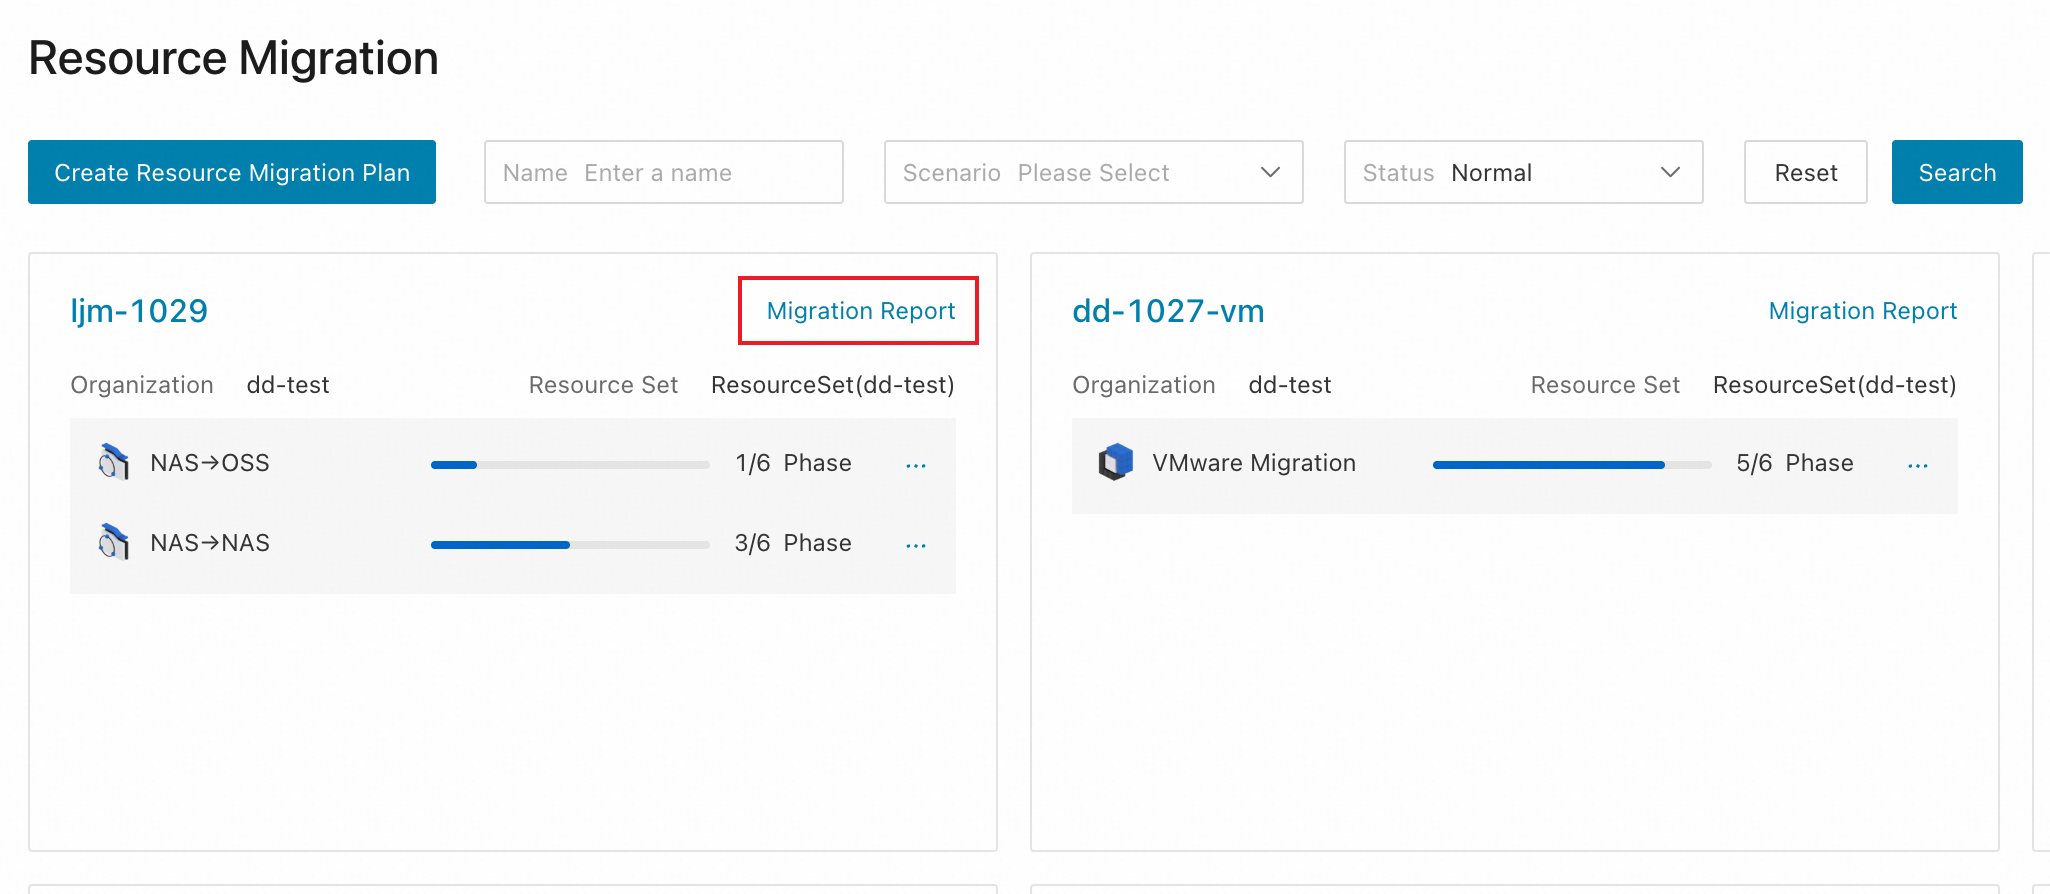 Resource Migration
Create Resource Migration Plan
Name Enter a name
Scenario Please Select
Status Normal
Reset
Search
ljm-1029
Migration Report
Organization dd-test
Resource Set ResourceSet(dd-test)
NAS→OSS
1/6 Phase
...
NAS→NAS
3/6 Phase
...
dd-1027-vm
Migration Report
Organization dd-test
Resource Set ResourceSet(dd-test)
VMware Migration
5/6 Phase
...